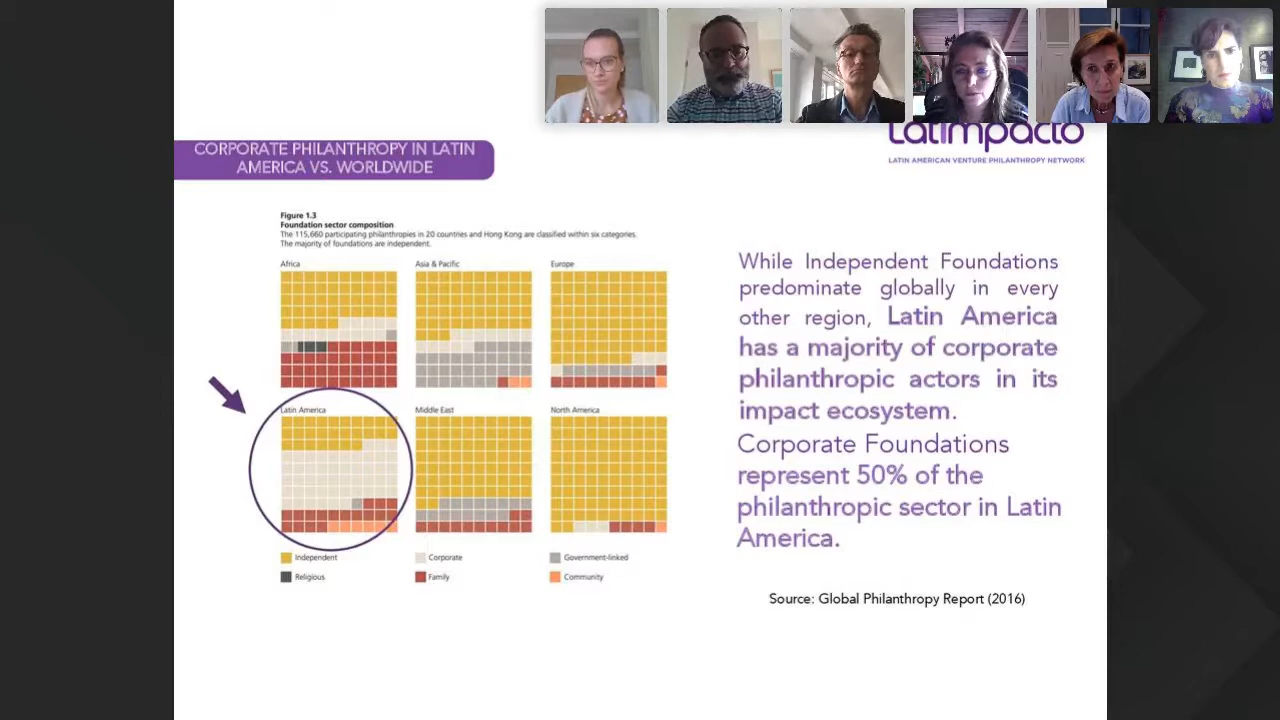 Latimpacto
LATIN AMERICAN VENTURE PHILANTHROPY NETWORK
CORPORATE PHILANTHROPY IN LATIN
AMERICA VS. WORLDWIDE
Figure 1.3
Foundation sector composition
The 115,660 participating philanthropies in 20 countries and Hong Kong are classified within six categories.
The majority of foundations are independent.
Africa
Asia & Pacific
Europe
Latin America
Middle East
North America
Independent
Corporate
Government-linked
Religious
Family
Community
While Independent Foundations
predominate globally in every
other region, Latin America
has a majority of corporate
philanthropic actors in its
impact ecosystem.
Corporate Foundations
represent 50% of the
philanthropic sector in Latin
America.
Source: Global Philanthropy Report (2016)